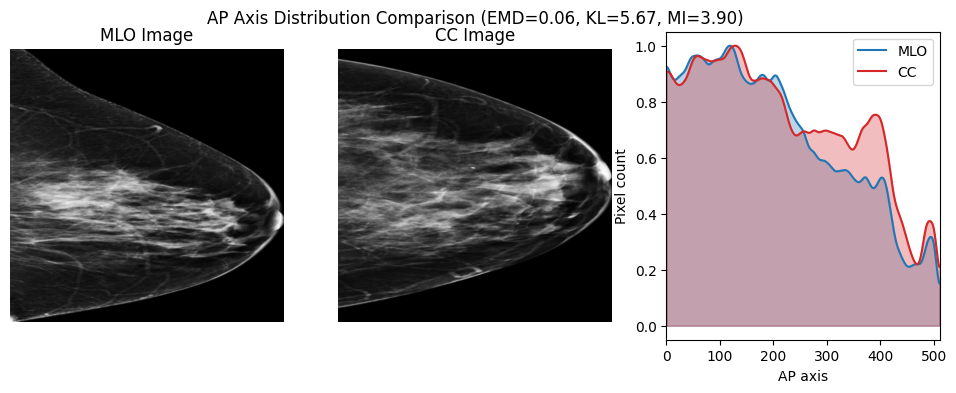 AP Axis Distribution Comparison (EMD=0.06, KL=5.67, MI=3.90)
MLO Image
CC Image
MLO
CC
Pixel count
1.0
0.8
0.6
0.4
0.2
0.0
0 100 200 300 400 500
AP axis